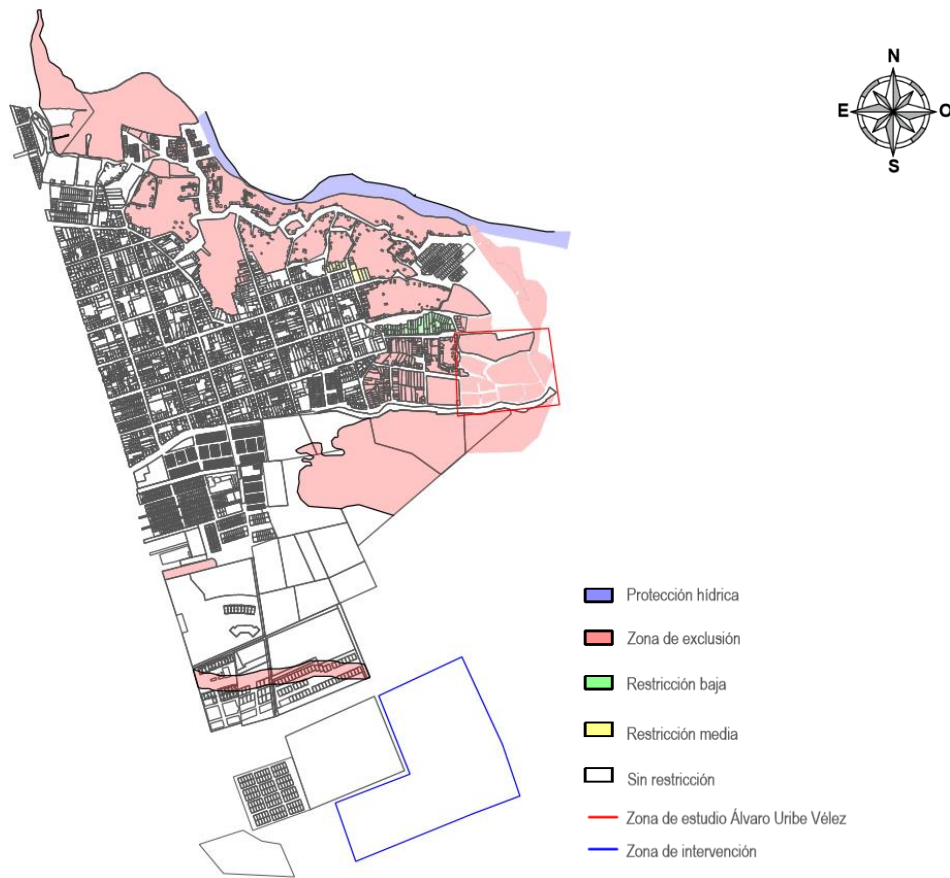 N
E
O
S
Protección hídrica
Zona de exclusión
Restricción baja
Restricción media
Sin restricción
Zona de estudio Álvaro Uribe Vélez
Zona de intervención